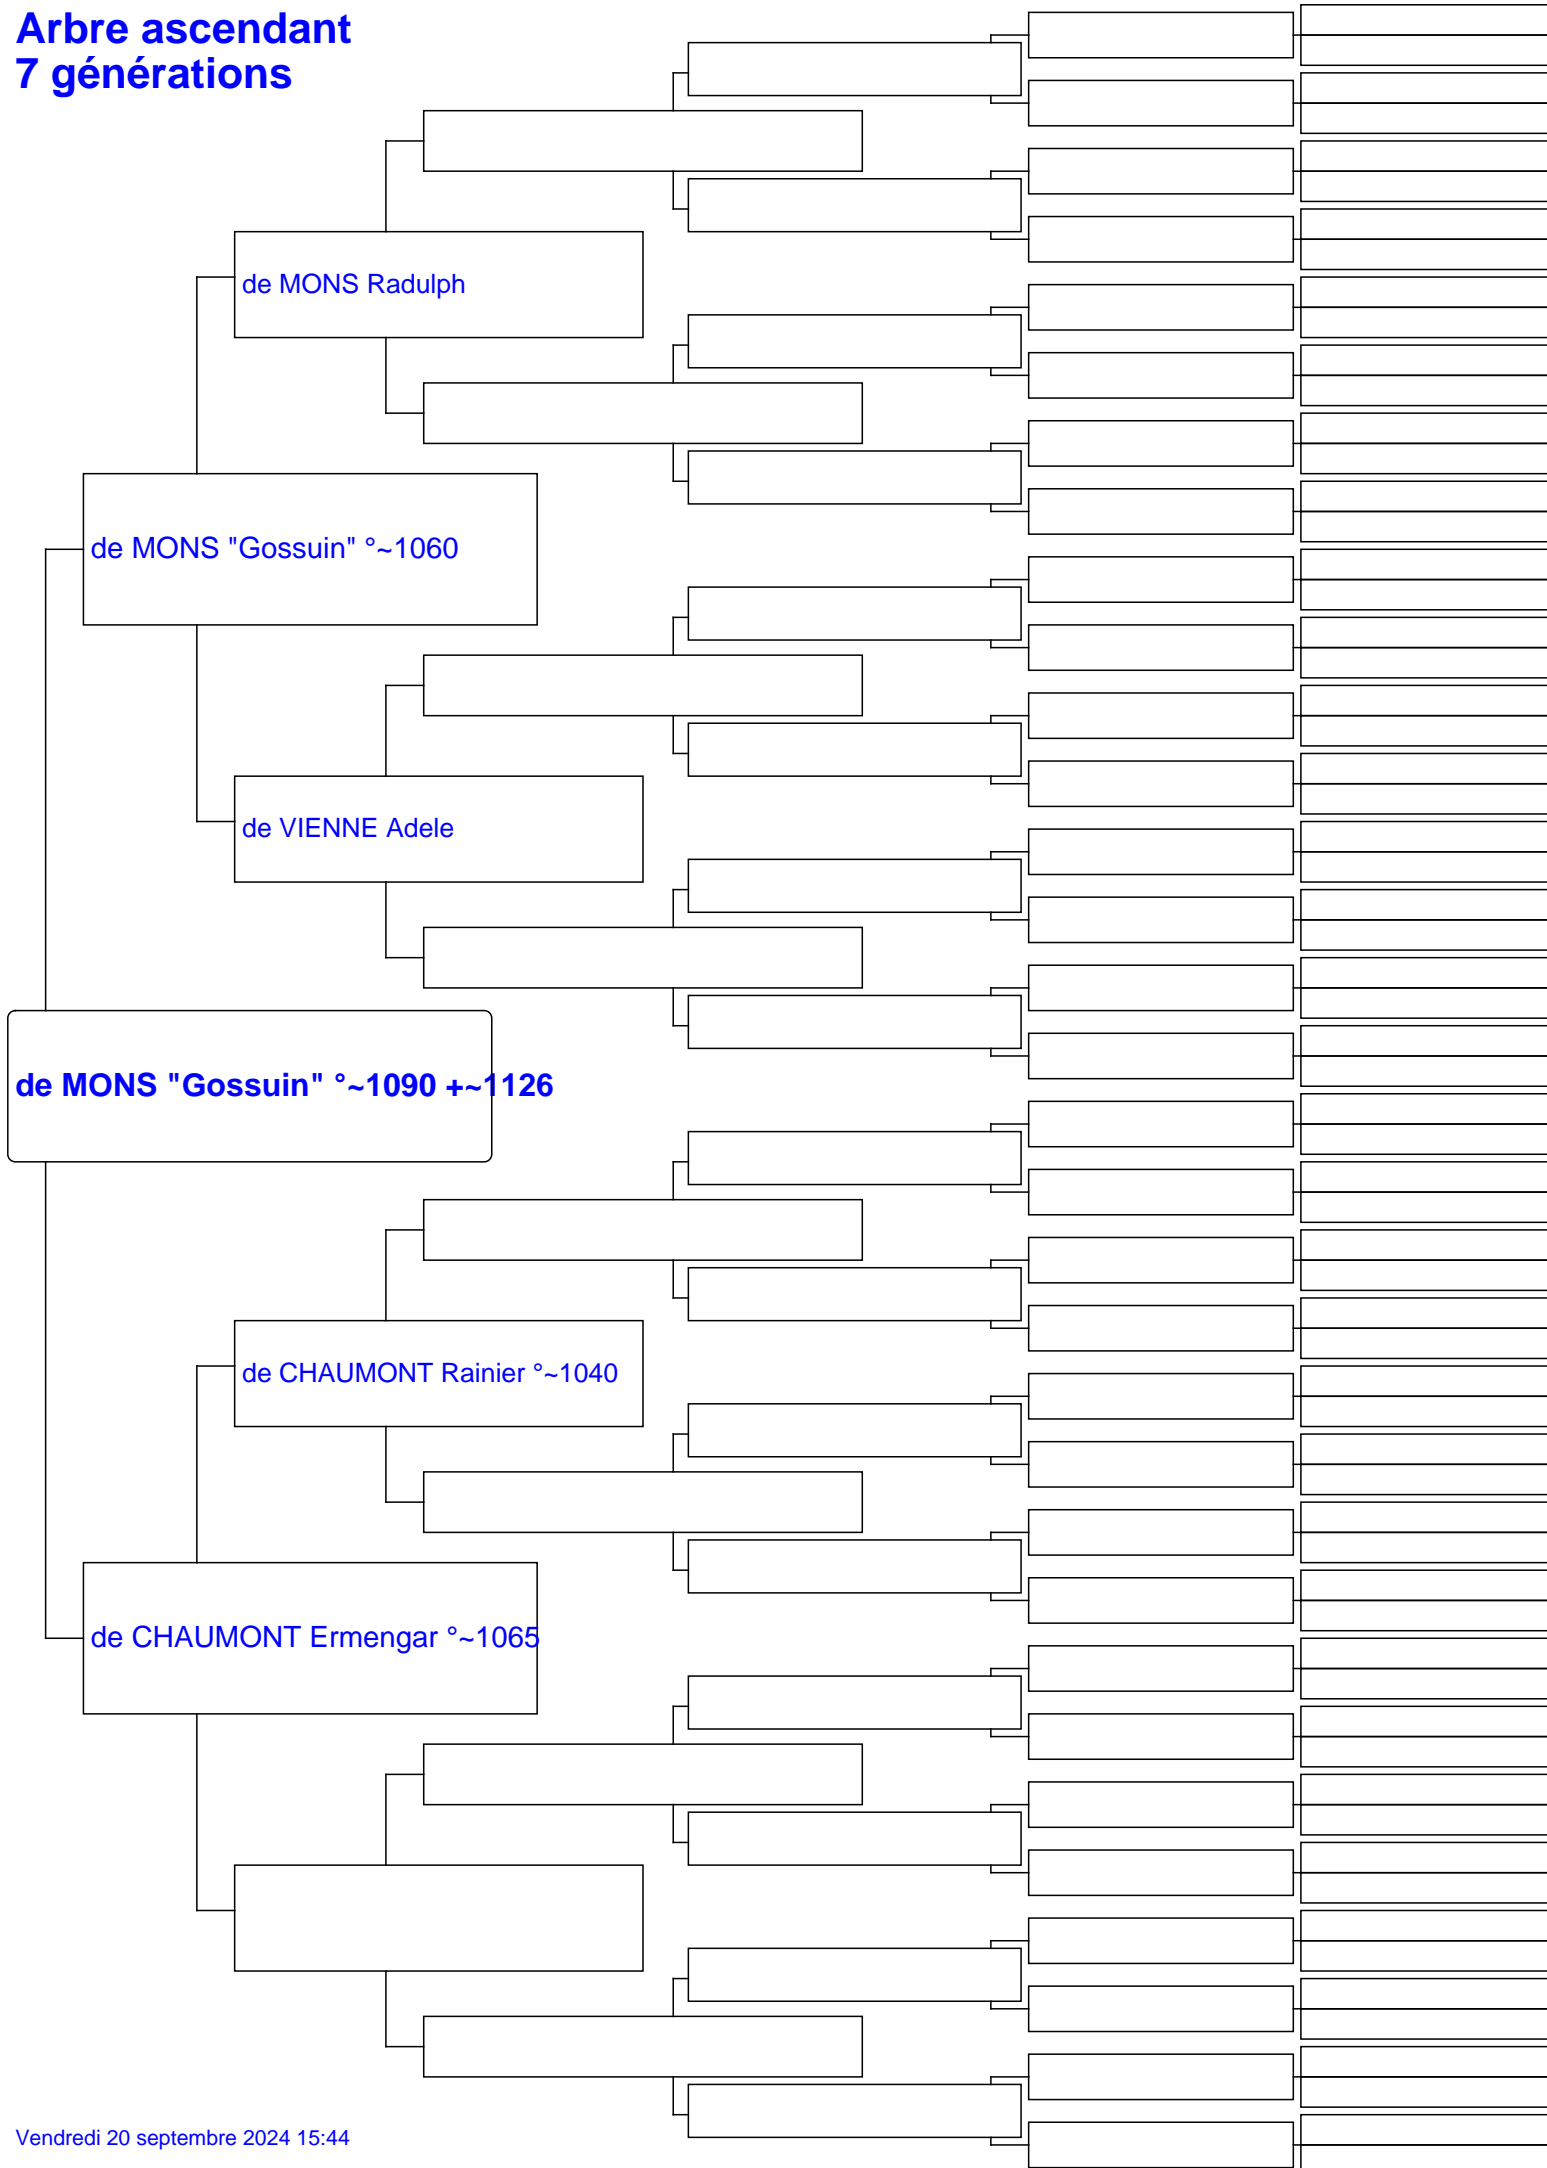 Arbre ascendant
7 générations
de MONS Radulph
de MONS "Gossuin" °~1060
de VIENNE Adele
de MONS "Gossuin" °~1090 +~1126
de CHAUMONT Rainier °~1040
de CHAUMONT Ermengar °~1065
Vendredi 20 septembre 2024 15:44